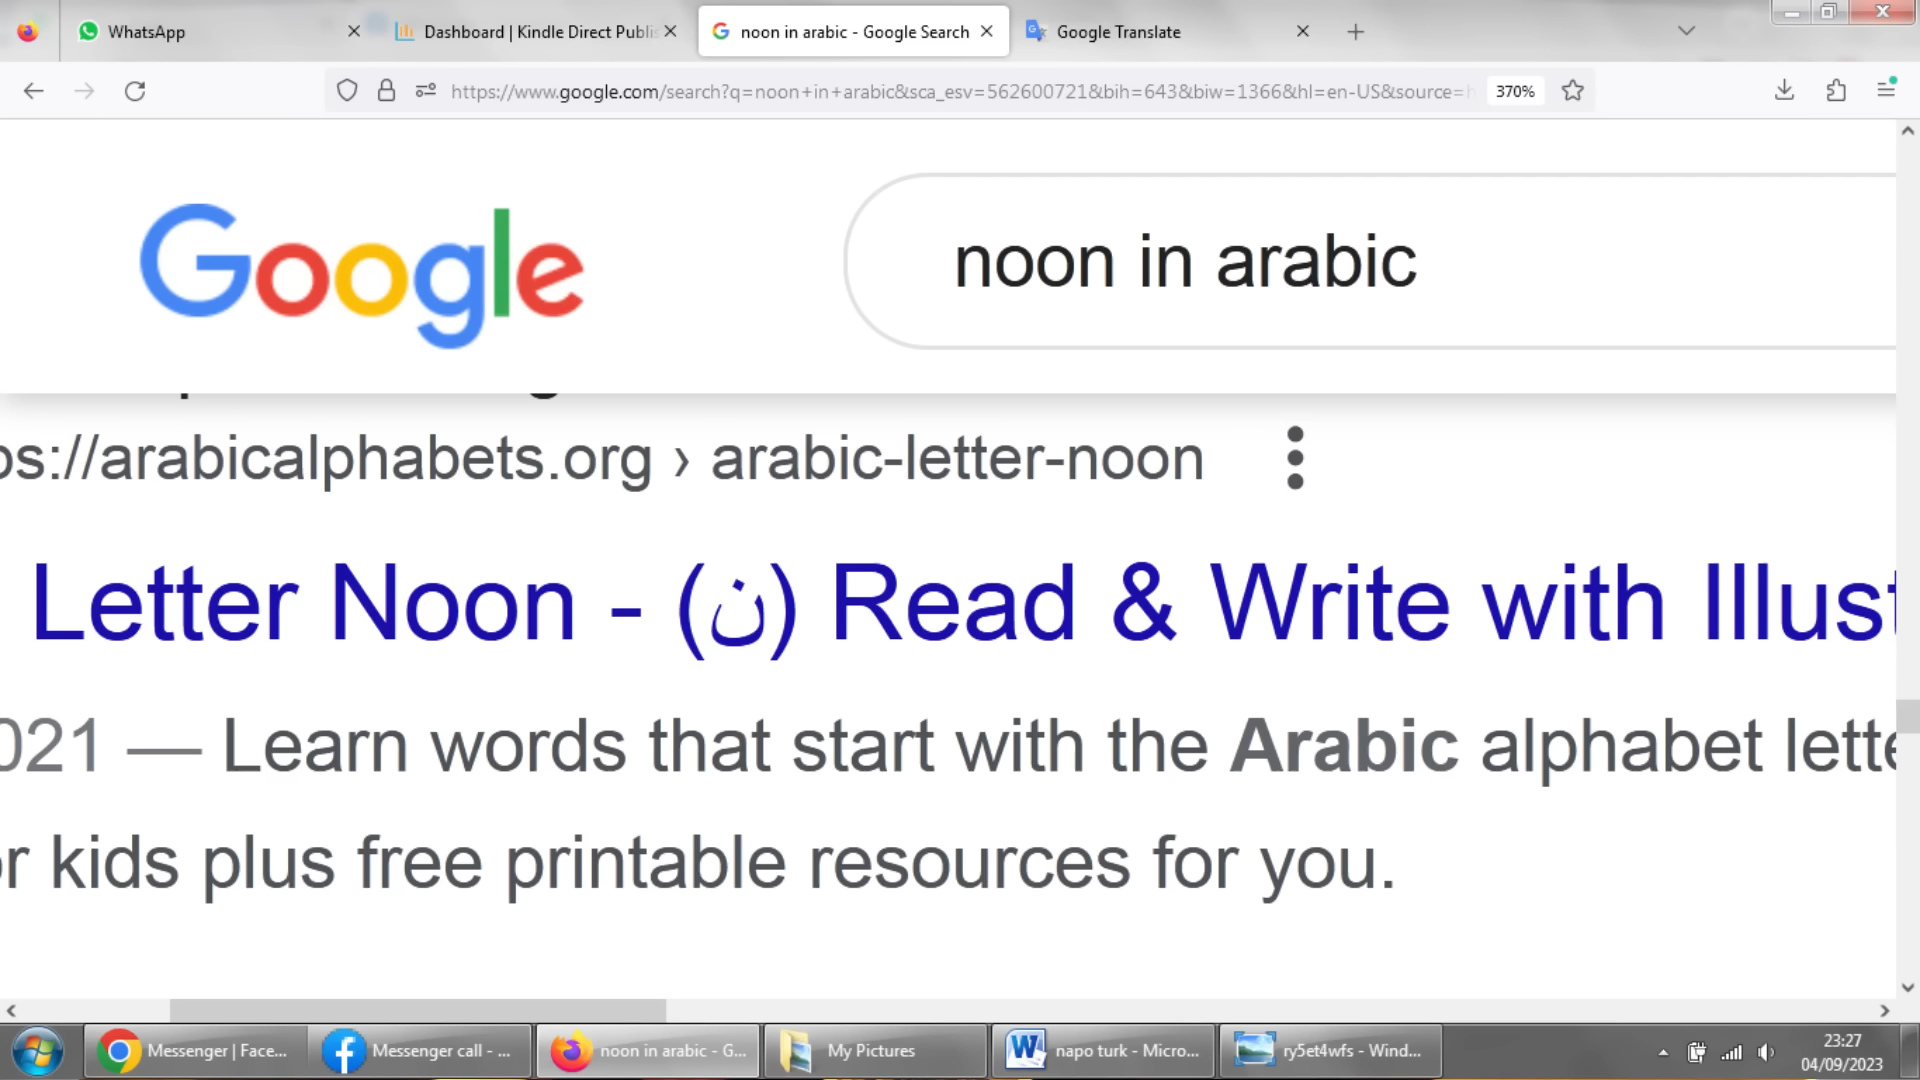 WhatsApp
Dashboard | Kindle Direct Publis
noon in arabic - Google Search
Google Translate
https://www.google.com/search?q=noon+in+arabic&sca_esv=562600721&bih=643&biw=1366&hl=en-US&source=
370%
Google
noon in arabic
ps://arabicalphabets.org › arabic-letter-noon
Letter Noon - (ن) Read & Write with Illust
021 — Learn words that start with the Arabic alphabet lette
or kids plus free printable resources for you.
Messenger | Face...
Messenger call - ...
noon in arabic - G...
My Pictures
napo turk - Micro...
ry5et4wfs - Wind...
23:27
04/09/2023